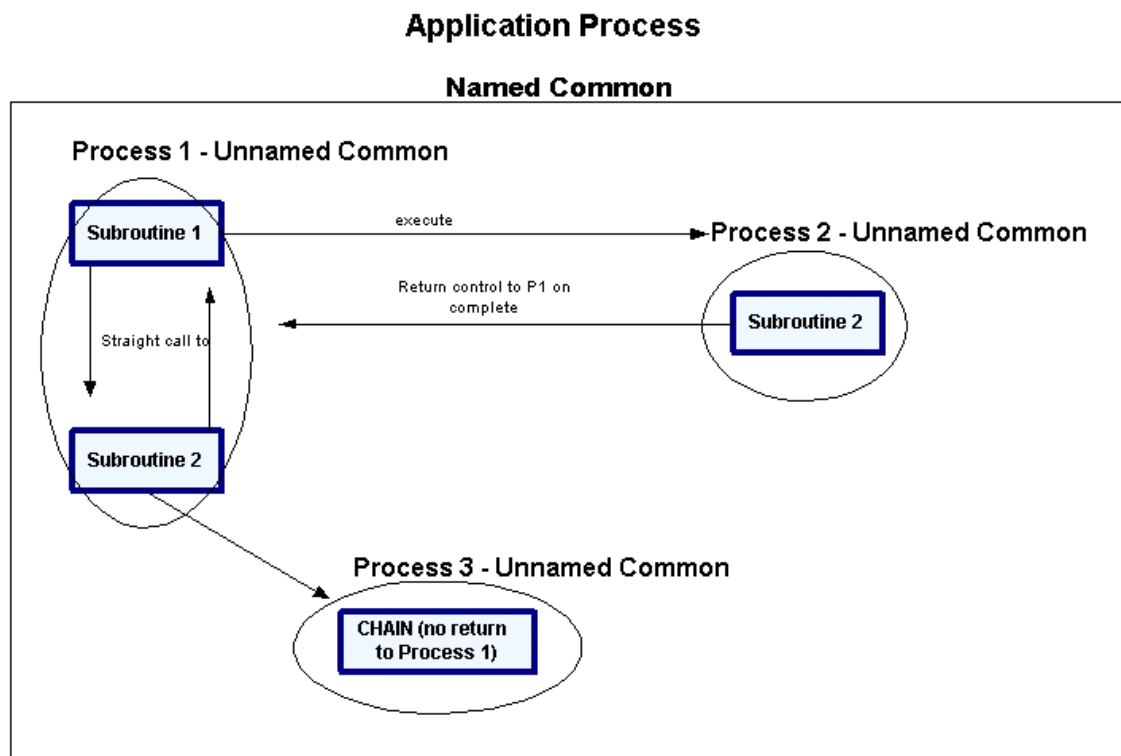 Application Process
Named Common
Process 1 - Unnamed Common
Subroutine 1
execute
Process 2 - Unnamed Common
Return control to P1 on
complete
Subroutine 2
Straight call to
Subroutine 2
Process 3 - Unnamed Common
CHAIN (no return
to Process 1)